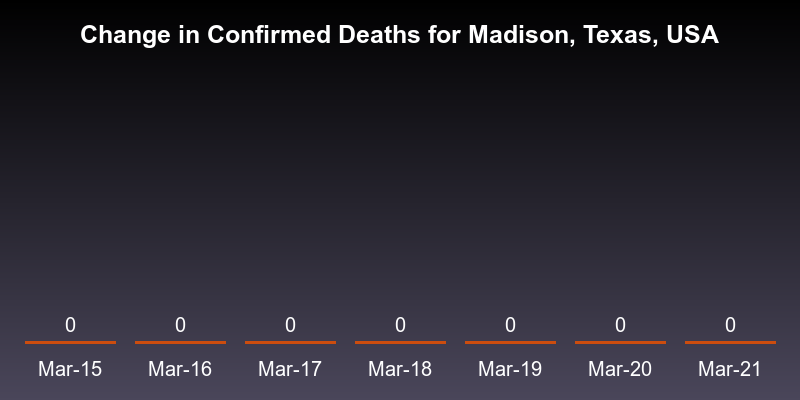 Change in Confirmed Deaths for Madison, Texas, USA
0 0 0 0 0 0 0
Mar-15 Mar-16 Mar-17 Mar-18 Mar-19 Mar-20 Mar-21